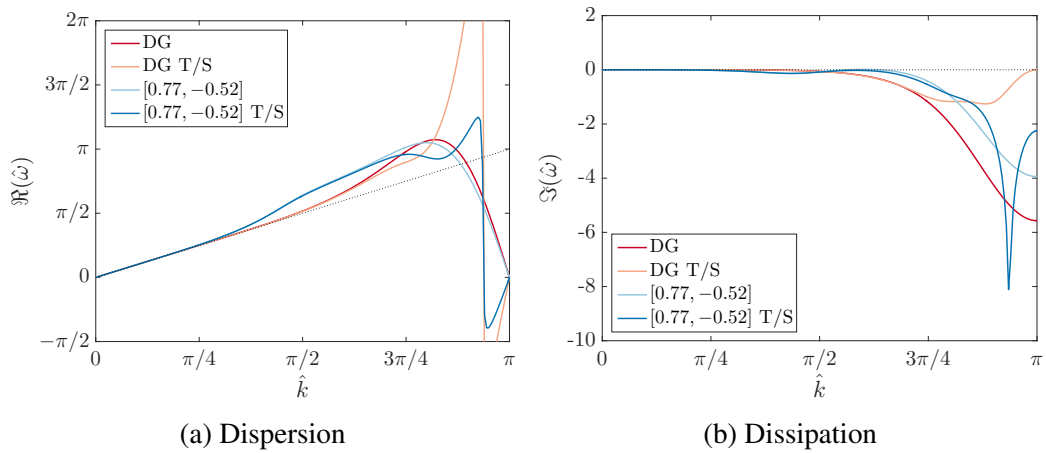 2π
3π/2
π
π/2
0
−π/2
ℜ(ω̂)
DG
DG T/S
[0.77, −0.52]
[0.77, −0.52] T/S
0
π/4
π/2
3π/4
π
k̂
(a) Dispersion
2
0
-2
-4
-6
-8
-10
ℑ(ω̂)
DG
DG T/S
[0.77, −0.52]
[0.77, −0.52] T/S
0
π/4
π/2
3π/4
π
k̂
(b) Dissipation